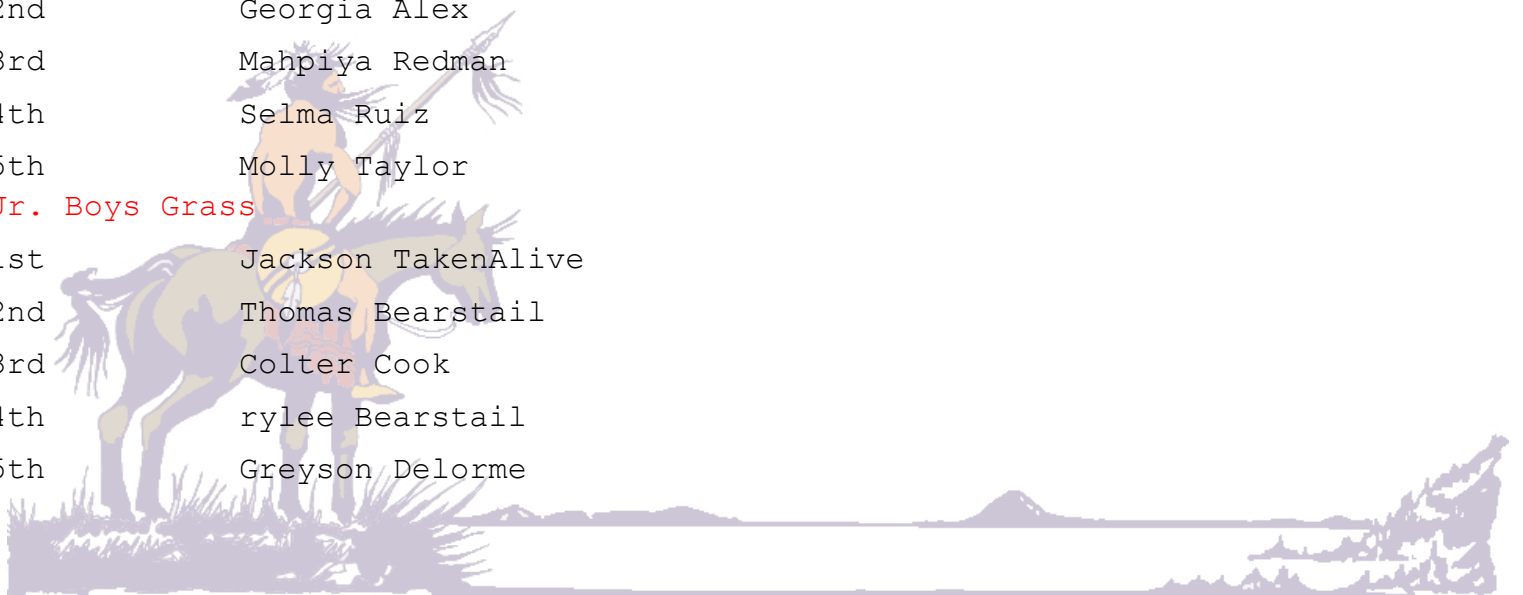 2nd Georgia Alex
3rd Mahpiya Redman
4th Selma Ruiz
5th Molly Taylor
Jr. Boys Grass
1st Jackson TakenAlive
2nd Thomas Bearstail
3rd Colter Cook
4th rylee Bearstail
5th Greyson Delorme